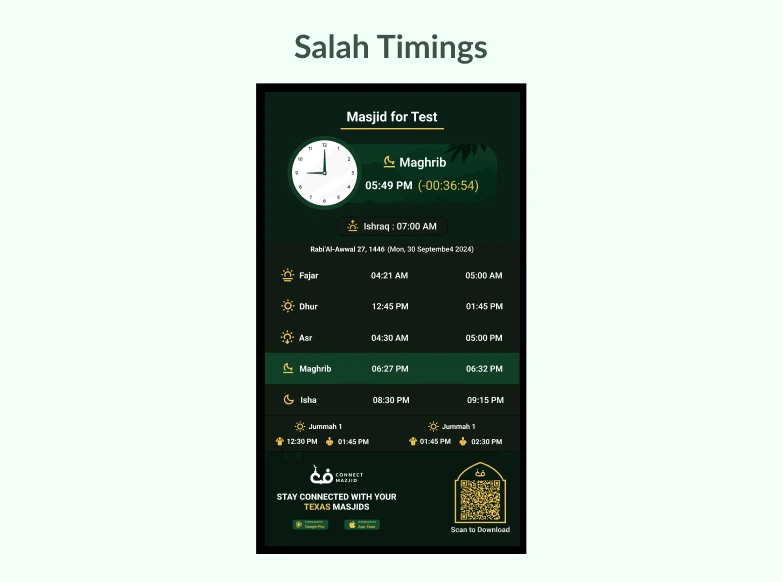 Salah Timings
Masjid for Test
12
11 1
10 2
9 3
8 4
7 5
6
Maghrib
05:49 PM (-00:36:54)
Ishraq : 07:00 AM
Rabi'Al-Awwal 27, 1446 (Mon, 30 Septembe4 2024)
Fajar 04:21 AM 05:00 AM
Dhur 12:45 PM 01:45 PM
Asr 04:30 AM 05:00 PM
Maghrib 06:27 PM 06:32 PM
Isha 08:30 PM 09:15 PM
Jummah 1 Jummah 1
12:30 PM 01:45 PM 01:45 PM 02:30 PM
CONNECT
MAZJID
STAY CONNECTED WITH YOUR
TEXAS MASJIDS
Google Play App Store
Scan to Download